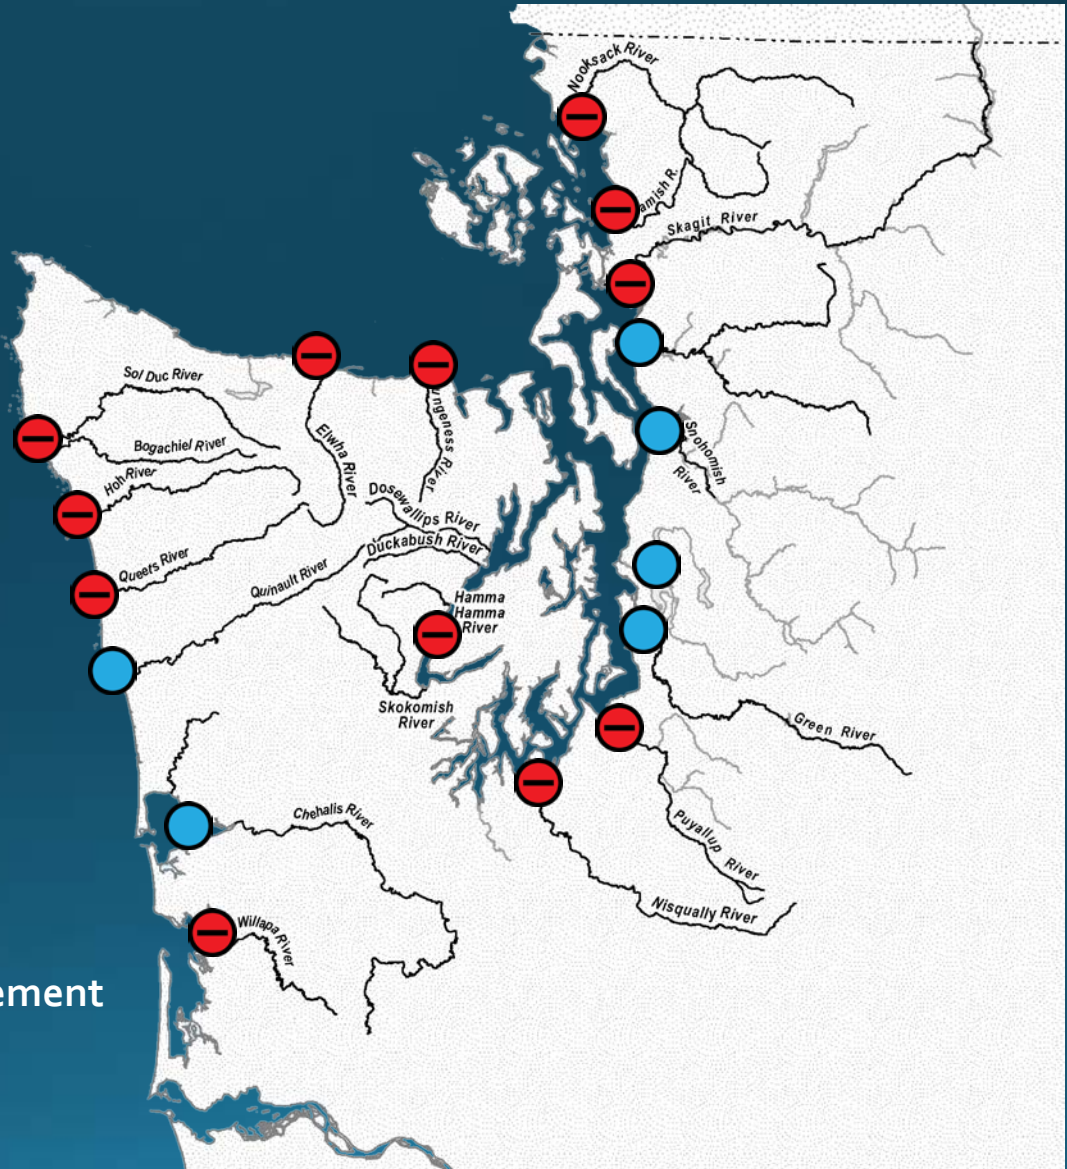 Nooksack River
amish R.
Skagit River
Sol Duc River
Bogachiel River
Hoh River
Elwha River
ungeness River
Snohomish
River
Dosewallips River
Duckabush River
Queets River
Quinault River
Hamma
Hamma
River
Skokomish
River
Green River
Chehalis River
Puyallup River
Nisqually River
Willapa River
ement